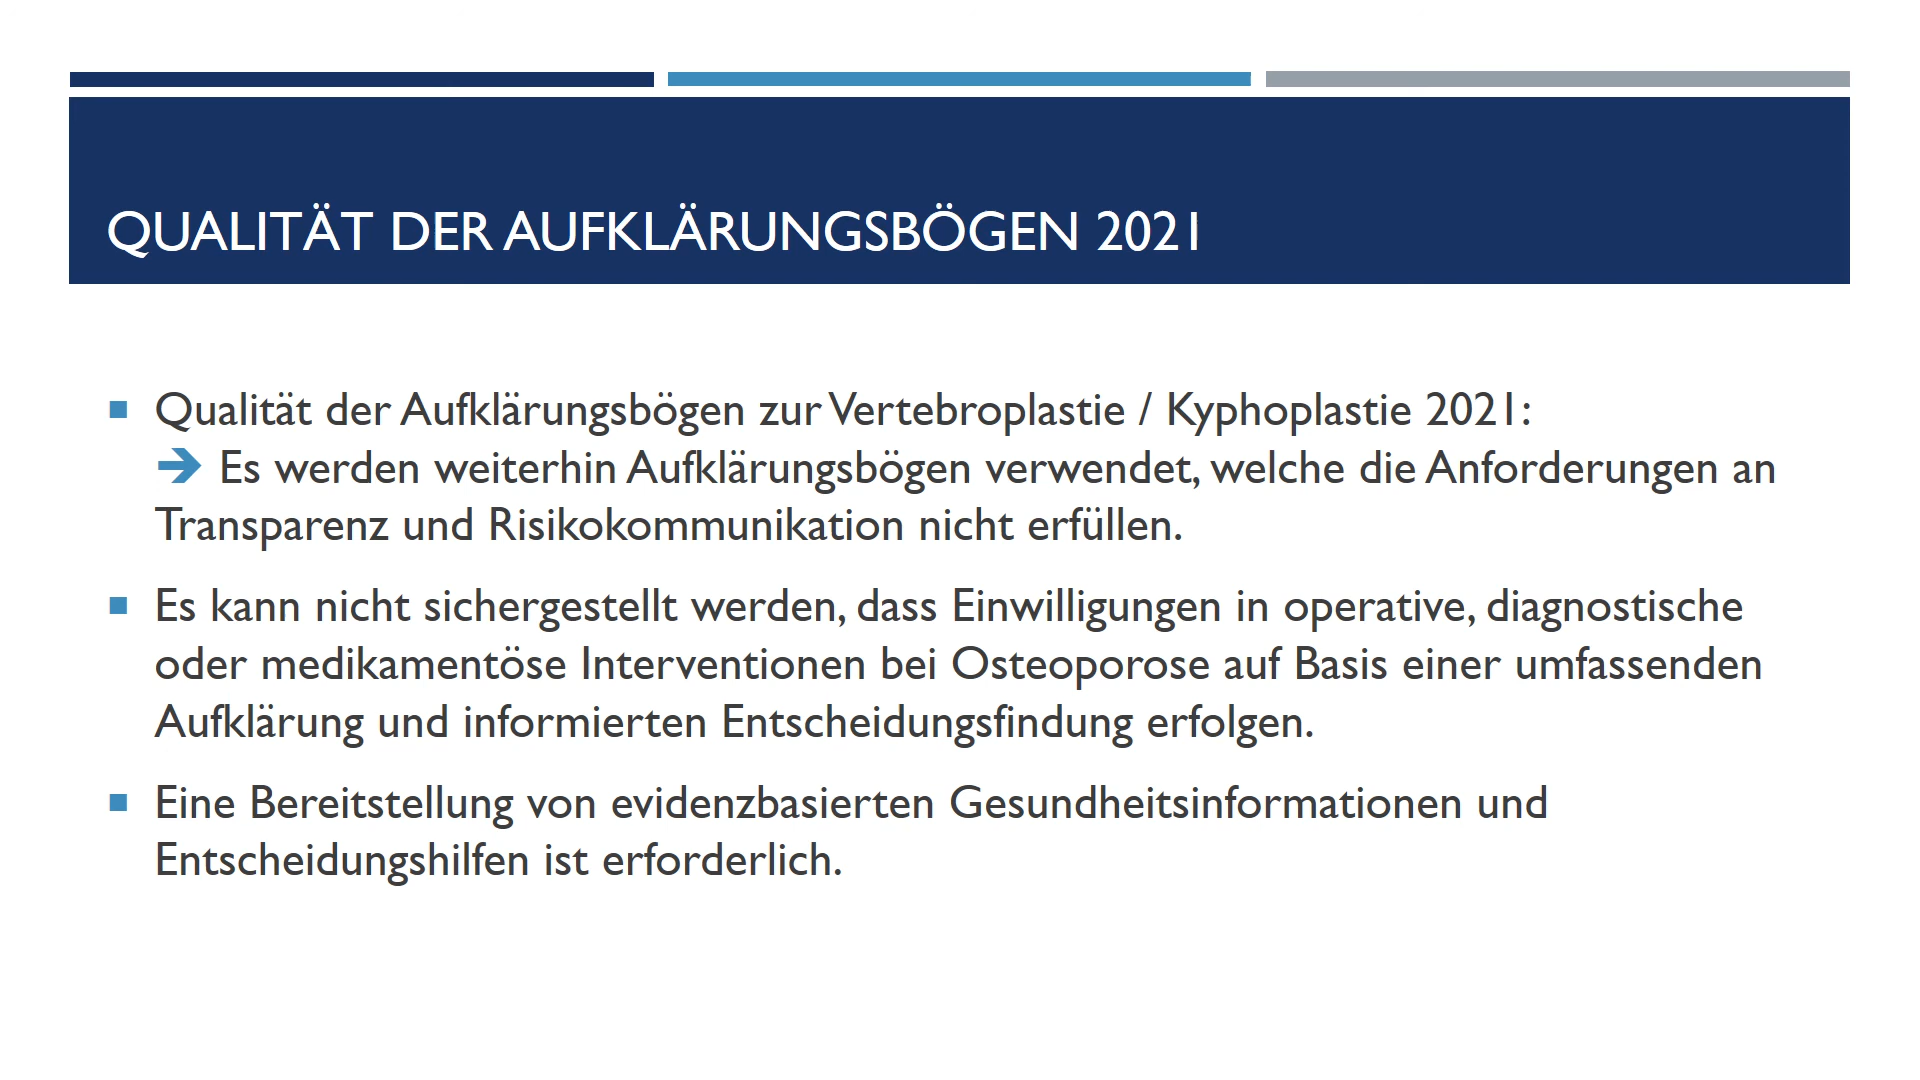 QUALITÄT DER AUFKLÄRUNGSBÖGEN 2021
▪ Qualität der Aufklärungsbögen zur Vertebroplastie / Kyphoplastie 2021:
➔ Es werden weiterhin Aufklärungsbögen verwendet, welche die Anforderungen an
Transparenz und Risikokommunikation nicht erfüllen.
▪ Es kann nicht sichergestellt werden, dass Einwilligungen in operative, diagnostische
oder medikamentöse Interventionen bei Osteoporose auf Basis einer umfassenden
Aufklärung und informierten Entscheidungsfindung erfolgen.
▪ Eine Bereitstellung von evidenzbasierten Gesundheitsinformationen und
Entscheidungshilfen ist erforderlich.